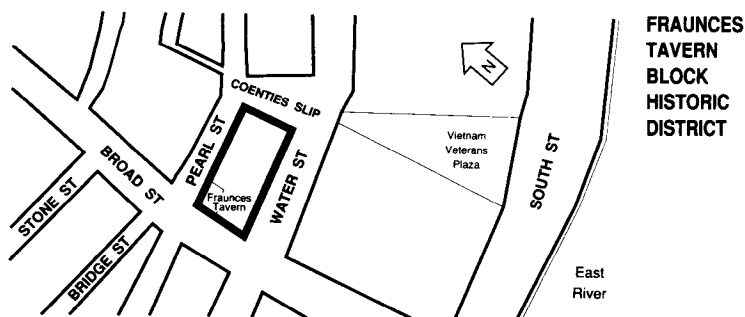 FRAUNCES
TAVERN
BLOCK
HISTORIC
DISTRICT
N
COENTIES SLIP
PEARL ST
Vietnam
Veterans
Plaza
BROAD ST
Fraunces
Tavern
WATER ST
SOUTH ST
STONE ST
BRIDGE ST
East
River